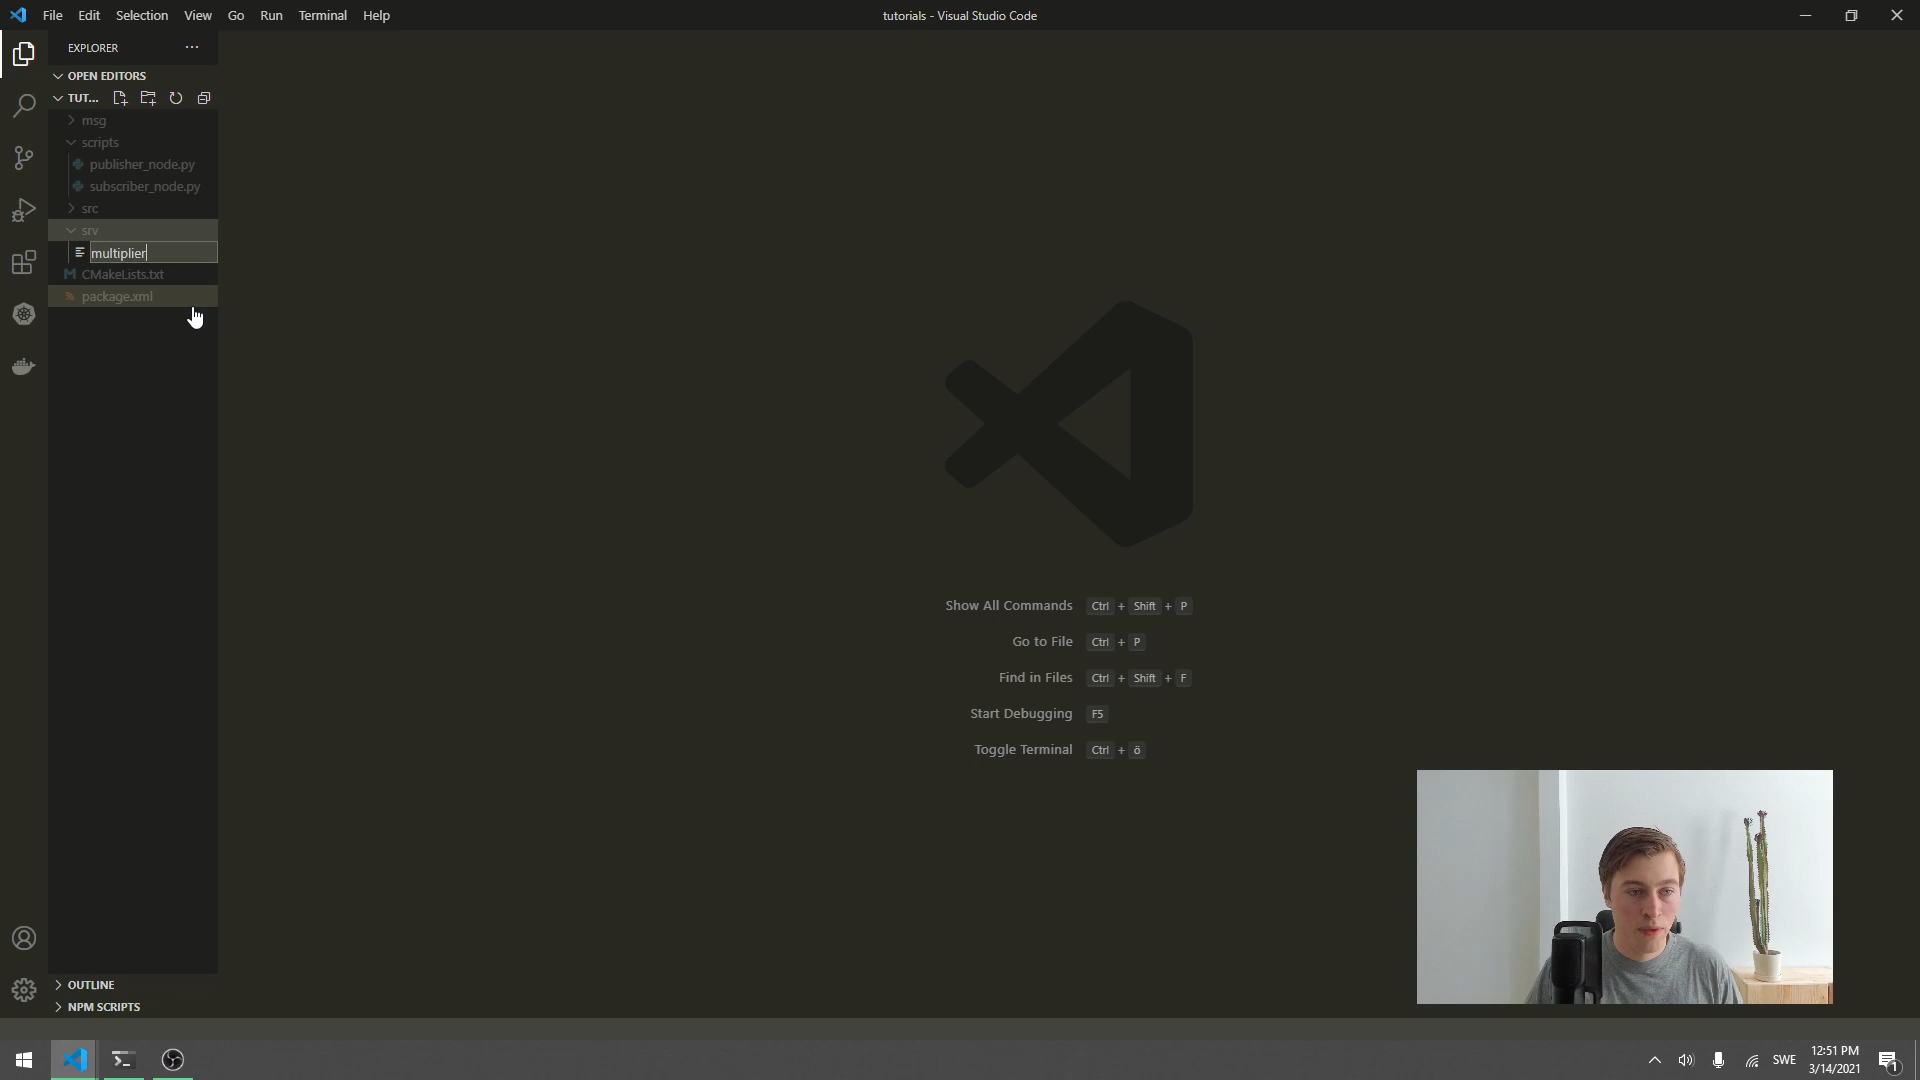 File Edit Selection View Go Run Terminal Help
tutorials - Visual Studio Code
EXPLORER
OPEN EDITORS
TUT...
msg
scripts
publisher_node.py
subscriber_node.py
src
srv
multiplier
CMakeLists.txt
package.xml
Show All Commands Ctrl + Shift + P
Go to File Ctrl + P
Find in Files Ctrl + Shift + F
Start Debugging F5
Toggle Terminal Ctrl + ö
OUTLINE
NPM SCRIPTS
SWE
12:51 PM
3/14/2021
1